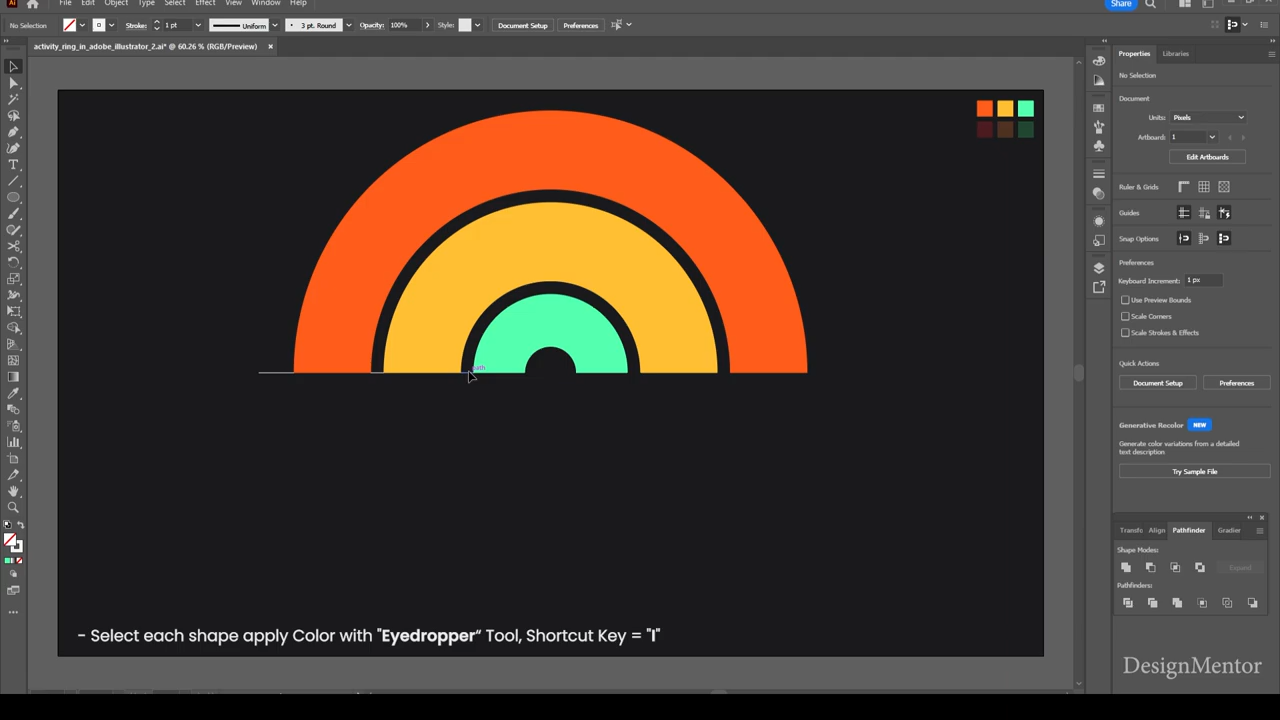 File Edit Object Type Select Effect View Window Help
Share
No Selection
Stroke: 1 pt Uniform 3 pt. Round Opacity: 100% Style: Document Setup Preferences
activity_ring_in_adobe_illustrator_2.ai* @ 60.26 % (RGB/Preview)
Properties Libraries
No Selection
Document
Units: Pixels
Artboard: 1
Edit Artboards
Ruler & Grids
Guides
Snap Options
Preferences
Keyboard Increment: 1 px
Use Preview Bounds
Scale Corners
Scale Strokes & Effects
Quick Actions
Document Setup Preferences
path
Generative Recolor NEW
Generate color variations from a detailed
text description
Try Sample File
Transfo Align Pathfinder Gradier
Shape Modes:
Expand
Pathfinders:
- Select each shape apply Color with "Eyedropper“ Tool, Shortcut Key = "I"
DesignMentor